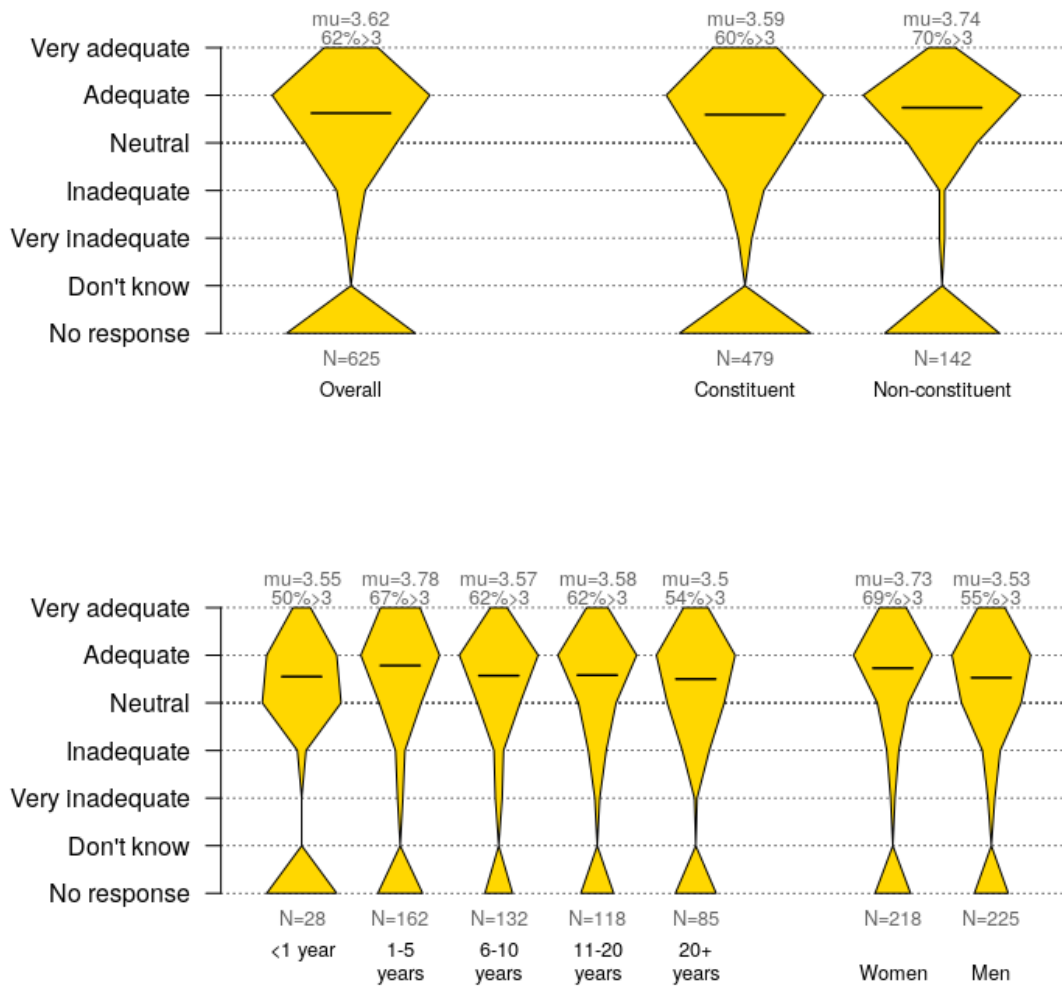 mu=3.62 mu=3.59 mu=3.74
62%>3 60%>3 70%>3
Very adequate
Adequate
Neutral
Inadequate
Very inadequate
Don't know
No response
N=625 N=479 N=142
Overall Constituent Non-constituent
mu=3.55 mu=3.78 mu=3.57 mu=3.58 mu=3.5 mu=3.73 mu=3.53
50%>3 67%>3 62%>3 62%>3 54%>3 69%>3 55%>3
Very adequate
Adequate
Neutral
Inadequate
Very inadequate
Don't know
No response
N=28 N=162 N=132 N=118 N=85 N=218 N=225
<1 year 1-5 6-10 11-20 20+
years years years years Women Men